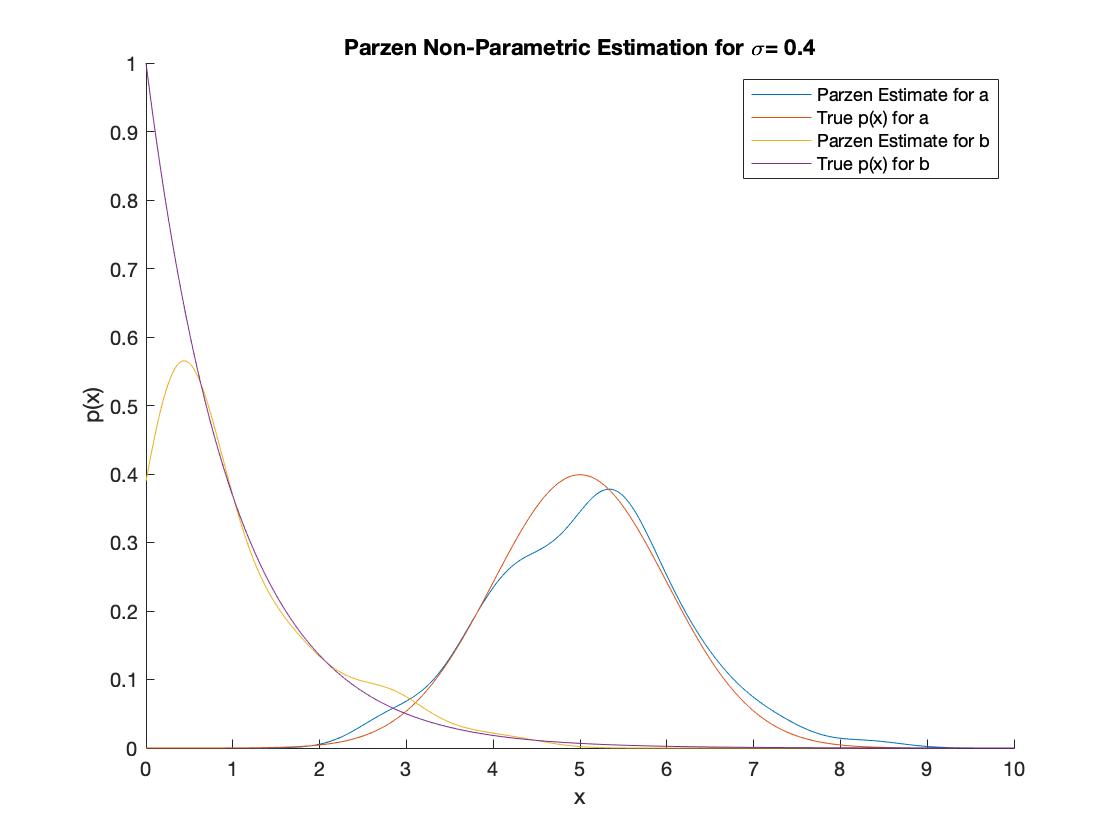 Parzen Non-Parametric Estimation for σ= 0.4
Parzen Estimate for a
True p(x) for a
Parzen Estimate for b
True p(x) for b
1
0.9
0.8
0.7
0.6
0.5
0.4
0.3
0.2
0.1
0
p(x)
0 1 2 3 4 5 6 7 8 9 10
x